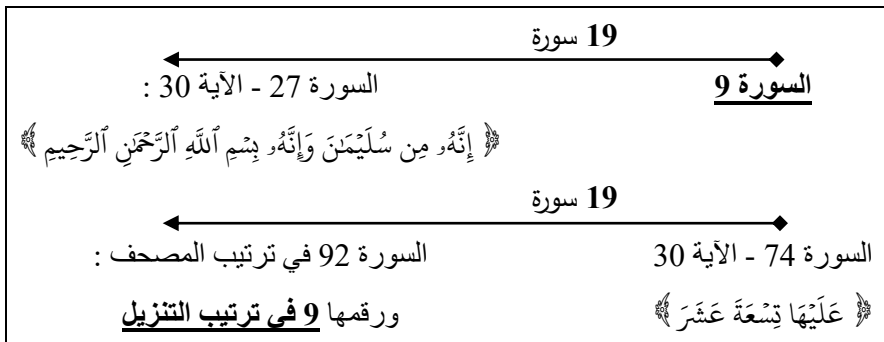 19 سورة
السورة 9 السورة 27 - الآية 30 :
﴿ إِنَّهُۥ مِن سُلَيۡمَٰنَ وَإِنَّهُۥ بِسۡمِ ٱللَّهِ ٱلرَّحۡمَٰنِ ٱلرَّحِيمِ ﴾
19 سورة
السورة 74 - الآية 30 السورة 92 في ترتيب المصحف :
﴿ عَلَيۡهَا تِسۡعَةَ عَشَرَ ﴾ ورقمها 9 في ترتيب التنزيل